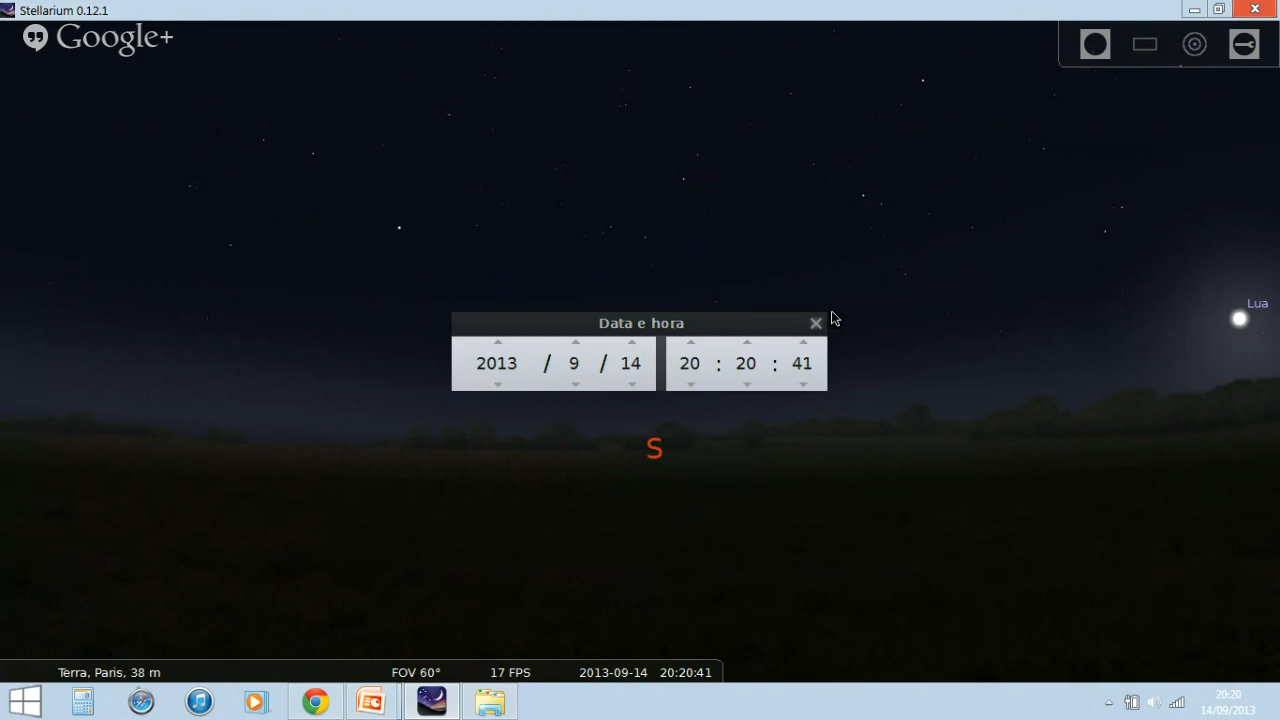 Stellarium 0.12.1
Google+
Lua
Data e hora
2013 / 9 / 14 20 : 20 : 41
S
Terra, Paris, 38 m FOV 60° 17 FPS 2013-09-14 20:20:41
20:20
14/09/2013